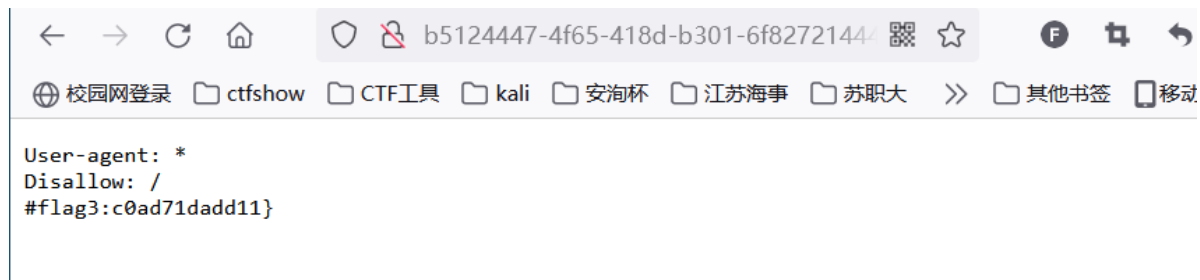 b5124447-4f65-418d-b301-6f82721444
校园网登录 ctfshow CTF工具 kali 安洵杯 江苏海事 苏职大 其他书签 移动
User-agent: *
Disallow: /
#flag3:c0ad71dadd11}